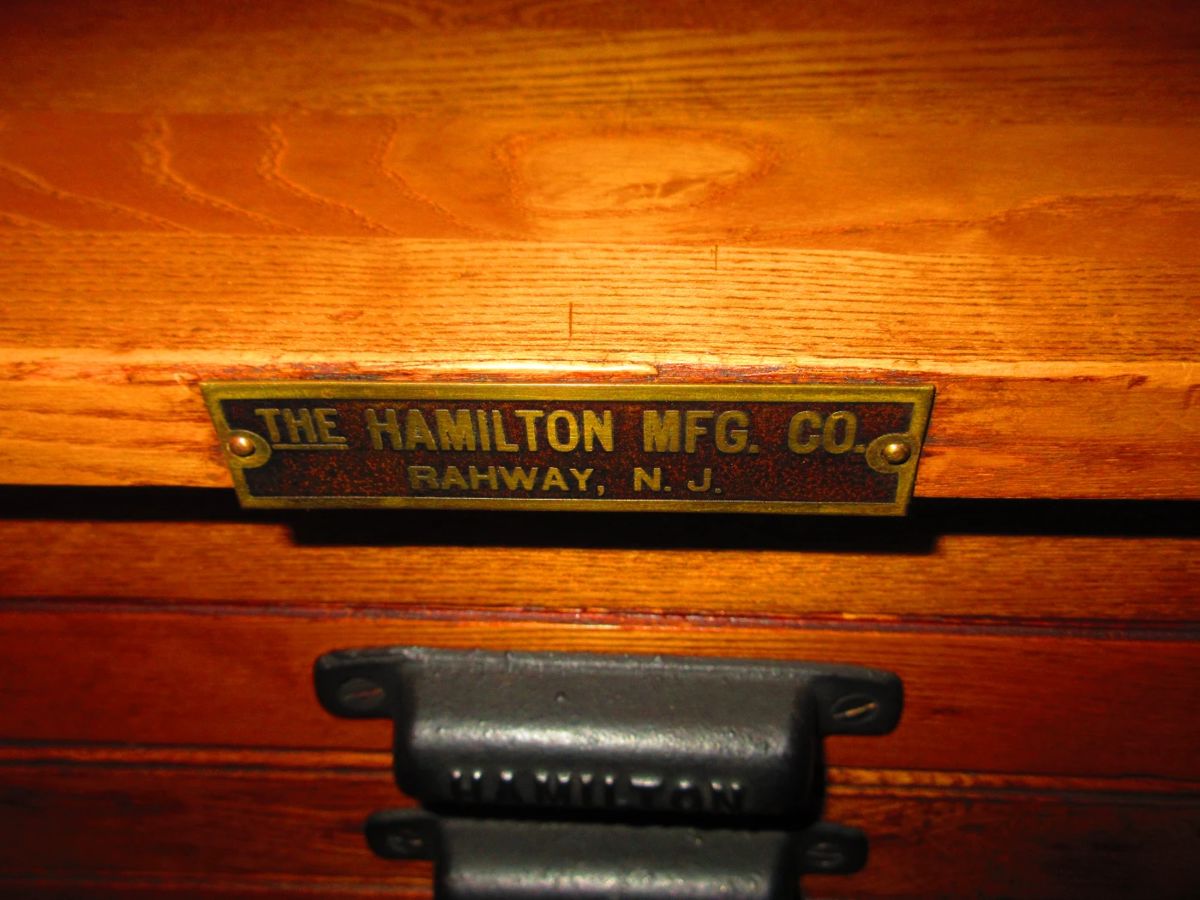 THE HAMILTON MFG. CO.
RAHWAY, N. J.
HAMILTON